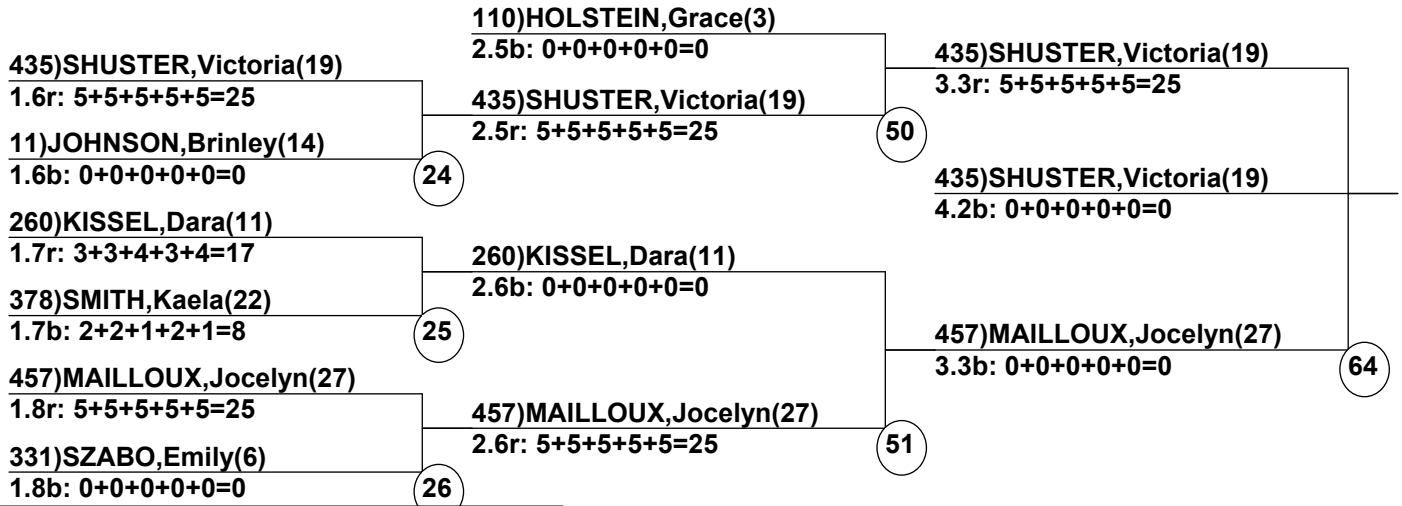 110)HOLSTEIN,Grace(3)
2.5b: 0+0+0+0+0=0
435)SHUSTER,Victoria(19)
1.6r: 5+5+5+5+5=25
435)SHUSTER,Victoria(19)
3.3r: 5+5+5+5+5=25
435)SHUSTER,Victoria(19)
2.5r: 5+5+5+5+5=25
50
11)JOHNSON,Brinley(14)
1.6b: 0+0+0+0+0=0
24
435)SHUSTER,Victoria(19)
4.2b: 0+0+0+0+0=0
260)KISSEL,Dara(11)
1.7r: 3+3+4+3+4=17
260)KISSEL,Dara(11)
2.6b: 0+0+0+0+0=0
378)SMITH,Kaela(22)
1.7b: 2+2+1+2+1=8
25
457)MAILLOUX,Jocelyn(27)
3.3b: 0+0+0+0+0=0
64
457)MAILLOUX,Jocelyn(27)
1.8r: 5+5+5+5+5=25
457)MAILLOUX,Jocelyn(27)
2.6r: 5+5+5+5+5=25
51
331)SZABO,Emily(6)
1.8b: 0+0+0+0+0=0
26